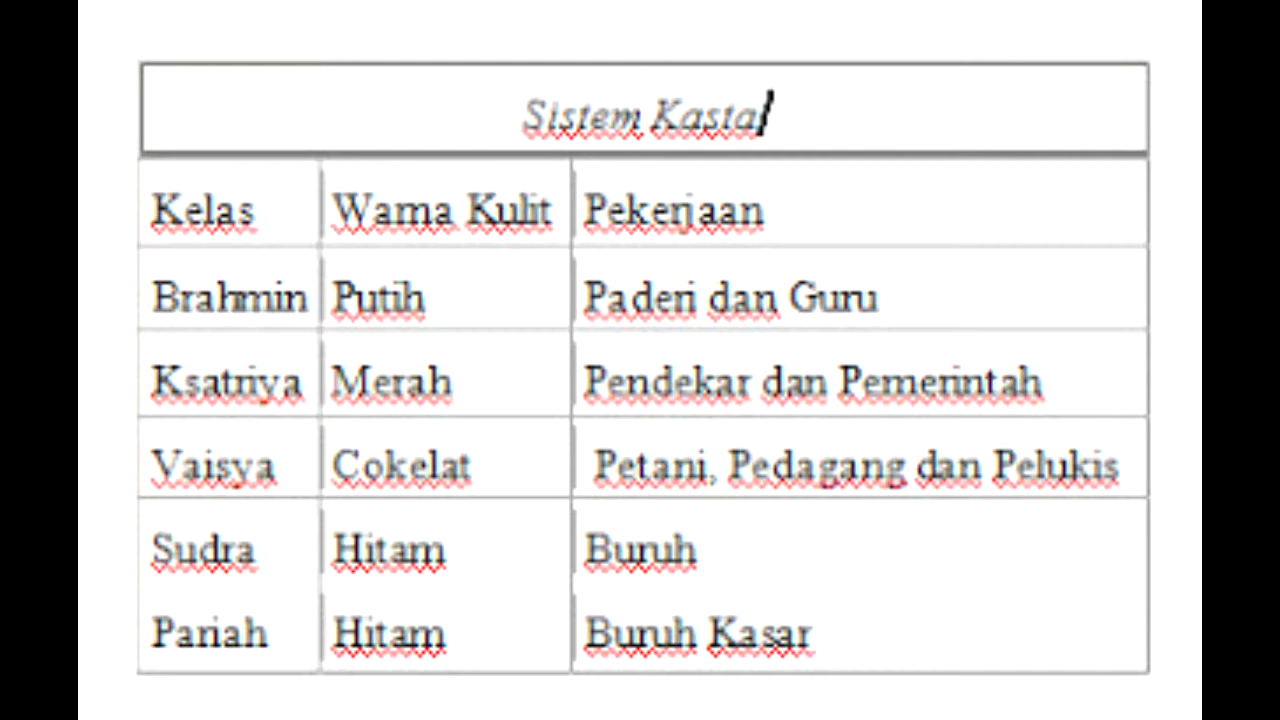 Sistem Kasta
Kelas Warna Kulit Pekerjaan
Brahmin Putih Paderi dan Guru
Ksatriya Merah Pendekar dan Pemerintah
Vaisya Cokelat Petani, Pedagang dan Pelukis
Sudra Hitam Buruh
Pariah Hitam Buruh Kasar